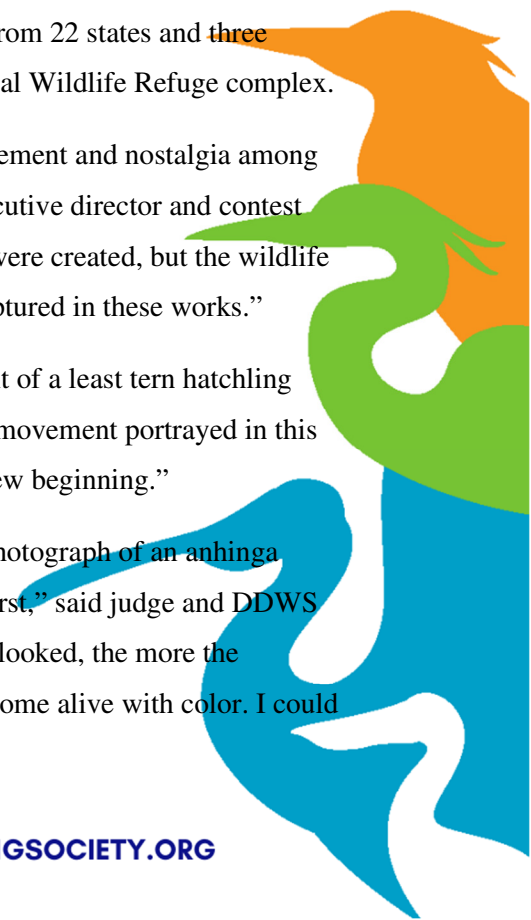 rom 22 states and three
al Wildlife Refuge complex.
ement and nostalgia among
cutive director and contest
were created, but the wildlife
ptured in these works.”
t of a least tern hatchling
movement portrayed in this
ew beginning.”
hotograph of an anhinga
rst,” said judge and DDWS
looked, the more the
ome alive with color. I could
GSOCIETY.ORG